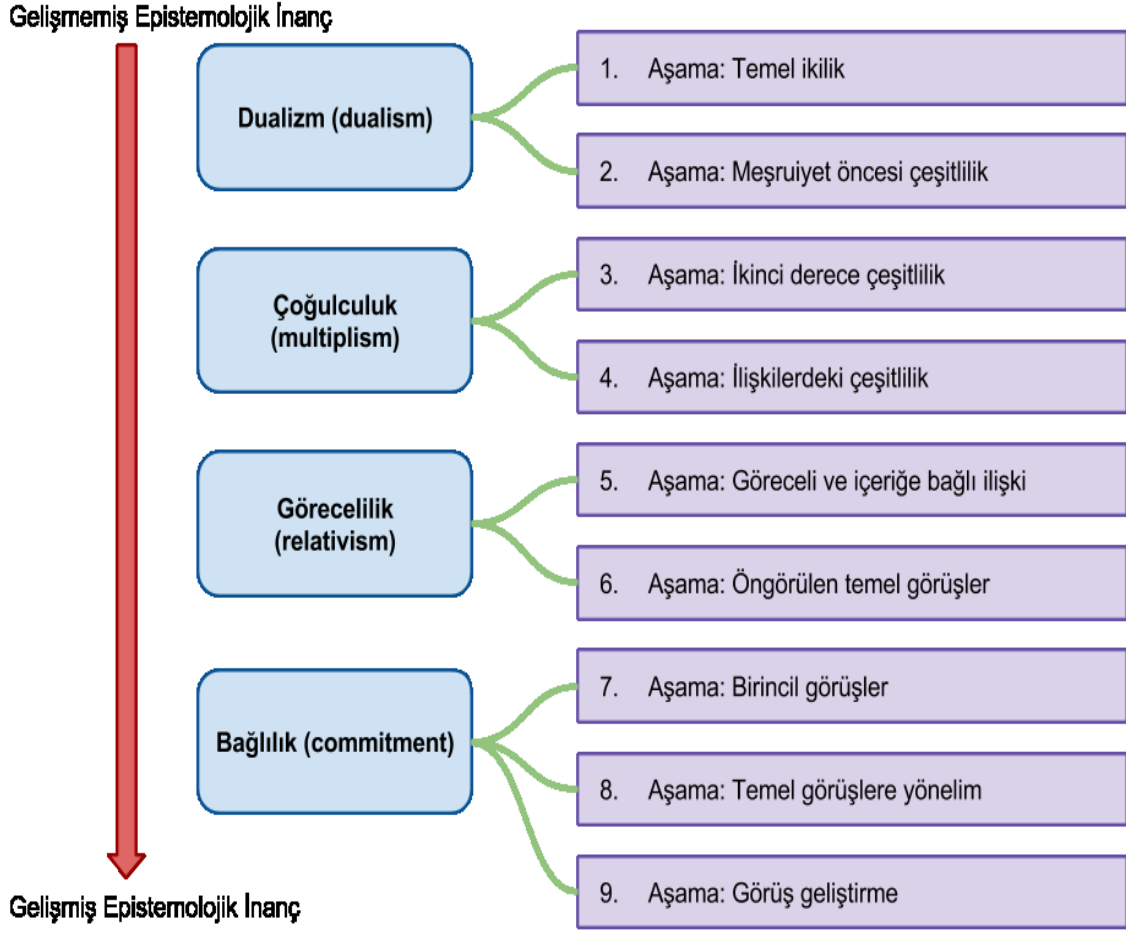 Gelişmemiş Epistemolojik İnanç
Dualizm (dualism)
1. Aşama: Temel ikilik
2. Aşama: Meşruiyet öncesi çeşitlilik
Çoğulculuk
(multiplism)
3. Aşama: İkinci derece çeşitlilik
4. Aşama: İlişkilerdeki çeşitlilik
Görecelilik
(relativism)
5. Aşama: Göreceli ve içeriğe bağlı ilişki
6. Aşama: Öngörülen temel görüşler
Bağlılık (commitment)
7. Aşama: Birincil görüşler
8. Aşama: Temel görüşlere yönelim
9. Aşama: Görüş geliştirme
Gelişmiş Epistemolojik İnanç